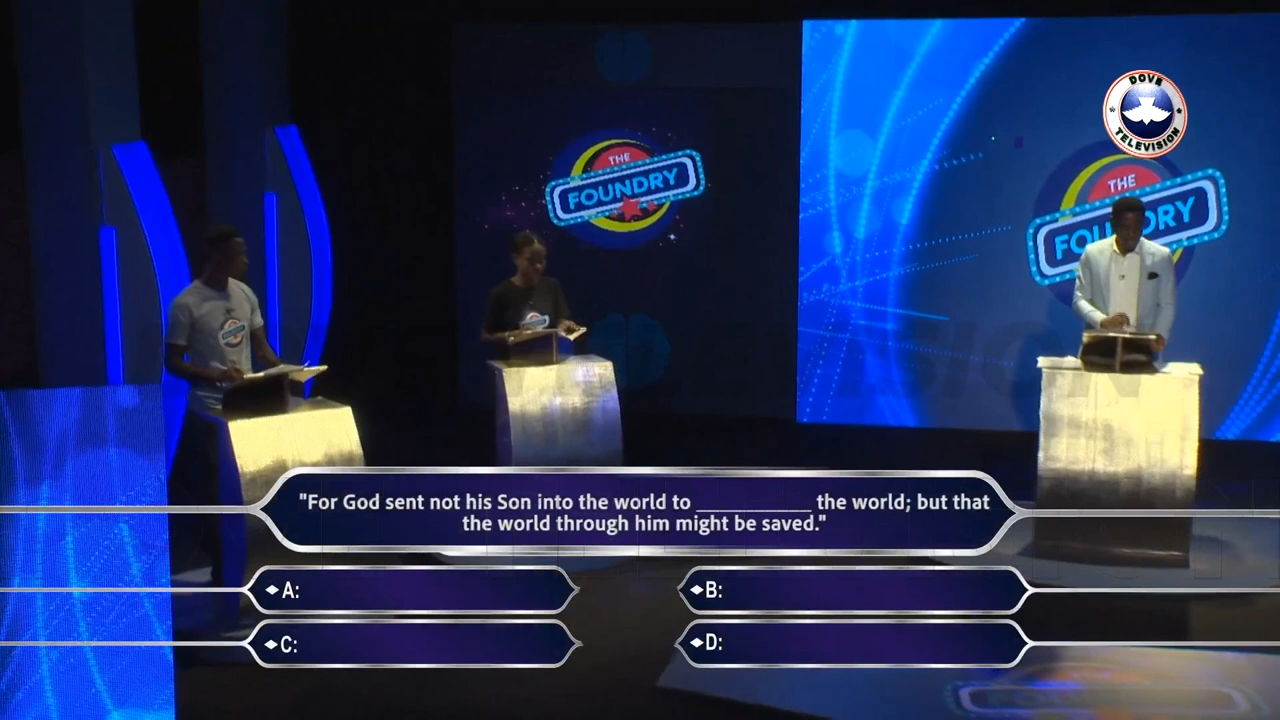 DOVE
TELEVISION
THE
FOUNDRY
THE
FOUNDRY
"For God sent not his Son into the world to __________ the world; but that
the world through him might be saved."
A:
B:
C:
D: